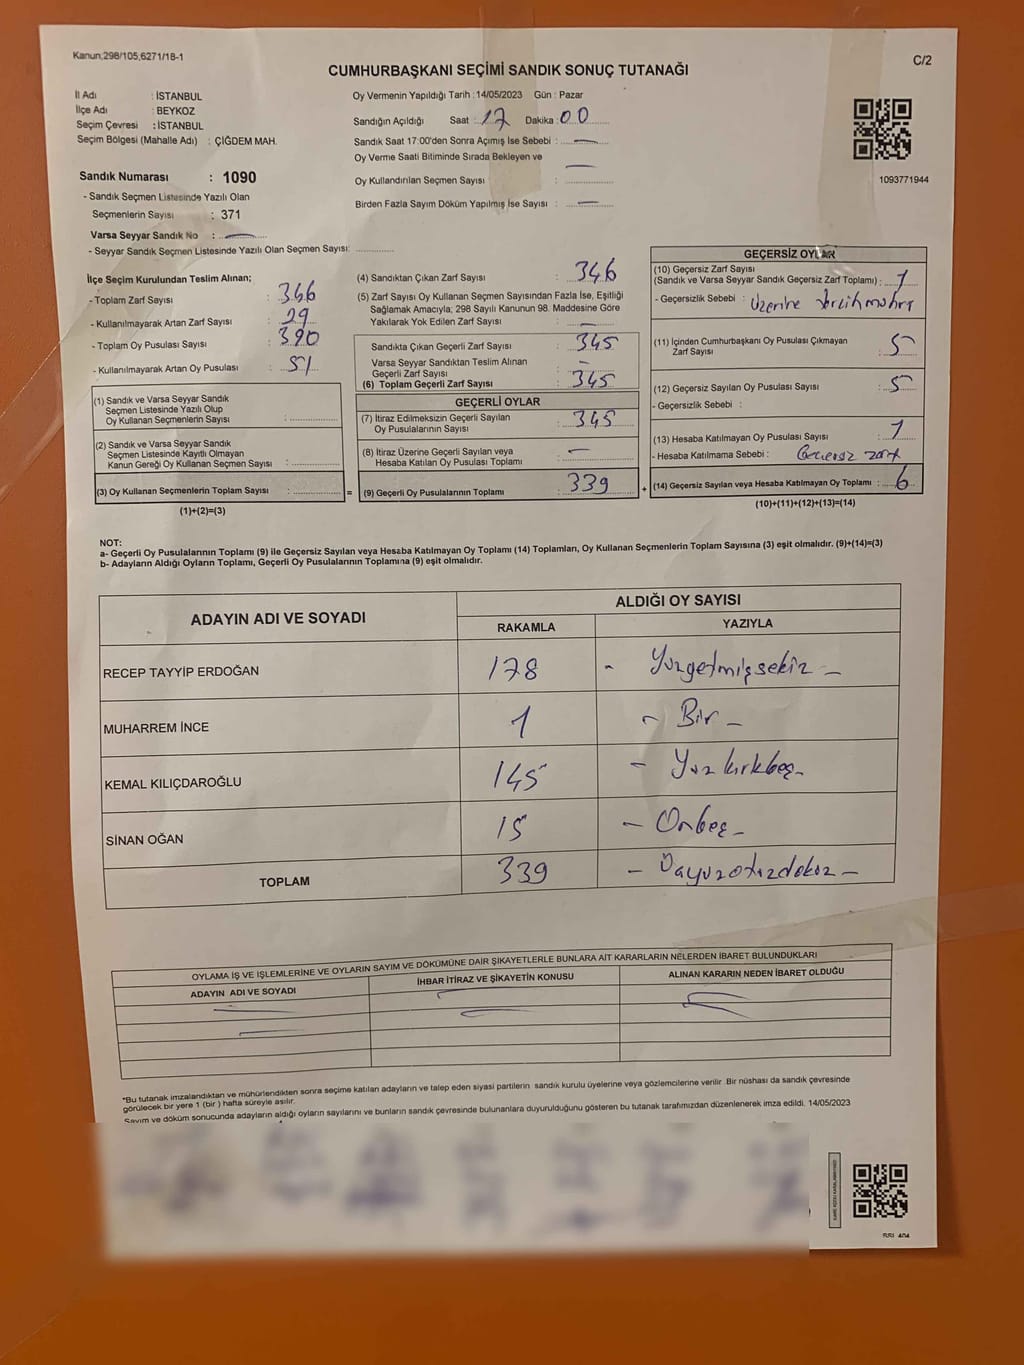 Kanun,298/105,6271/18-1
C/2
CUMHURBAŞKANI SEÇİMİ SANDIK SONUÇ TUTANAĞI
İl Adı : İSTANBUL
İlçe Adı : BEYKOZ
Seçim Çevresi : İSTANBUL
Seçim Bölgesi (Mahalle Adı) : ÇİĞDEM MAH.
Sandık Numarası : 1090
- Sandık Seçmen Listesinde Yazılı Olan
Seçmenlerin Sayısı : 371
Varsa Seyyar Sandık No :
- Seyyar Sandık Seçmen Listesinde Yazılı Olan Seçmen Sayısı:
Oy Vermenin Yapıldığı Tarih : 14/05/2023 Gün : Pazar
Sandığın Açıldığı Saat : 17 Dakika : 00
Sandık Saat 17:00'den Sonra Açımış İse Sebebi : —
Oy Verme Saati Bitiminde Sırada Bekleyen ve
Oy Kullandırılan Seçmen Sayısı : —
Birden Fazla Sayım Döküm Yapılmış İse Sayısı : —
1093771944
İlçe Seçim Kurulundan Teslim Alınan;
- Toplam Zarf Sayısı :
- Kullanılmayarak Artan Zarf Sayısı : 29
- Toplam Oy Pusulası Sayısı : 390
- Kullanılmayarak Artan Oy Pusulası : 51
(1) Sandık ve Varsa Seyyar Sandık
Seçmen Listesinde Yazılı Olup
Oy Kullanan Seçmenlerin Sayısı :
(2) Sandık ve Varsa Seyyar Sandık
Seçmen Listesinde Kayıtlı Olmayan
Kanun Gereği Oy Kullanan Seçmen Sayısı :
(3) Oy Kullanan Seçmenlerin Toplam Sayısı : =
(1)+(2)=(3)
(4) Sandıktan Çıkan Zarf Sayısı : 346
(5) Zarf Sayısı Oy Kullanan Seçmen Sayısından Fazla İse, Eşitliği
Sağlamak Amacıyla; 298 Sayılı Kanunun 98. Maddesine Göre
Yakılarak Yok Edilen Zarf Sayısı : —
Sandıkta Çıkan Geçerli Zarf Sayısı : 345
Varsa Seyyar Sandıktan Teslim Alınan
Geçerli Zarf Sayısı : —
(6) Toplam Geçerli Zarf Sayısı : 345
GEÇERLİ OYLAR
(7) İtiraz Edilmeksizin Geçerli Sayılan
Oy Pusulalarının Sayısı : 345
(8) İtiraz Üzerine Geçerli Sayılan veya
Hesaba Katılan Oy Pusulası Toplamı : —
(9) Geçerli Oy Pusulalarının Toplamı : 339 +
GEÇERSİZ OYLAR
(10) Geçersiz Zarf Sayısı
(Sandık ve Varsa Seyyar Sandık Geçersiz Zarf Toplamı) : 1
- Geçersizlik Sebebi : Üzerine tercih mührü
(11) İçinden Cumhurbaşkanı Oy Pusulası Çıkmayan
Zarf Sayısı : 5
(12) Geçersiz Sayılan Oy Pusulası Sayısı : 5
- Geçersizlik Sebebi :
(13) Hesaba Katılmayan Oy Pusulası Sayısı : 1
- Hesaba Katılmama Sebebi : Geçersiz zarf
(14) Geçersiz Sayılan veya Hesaba Katılmayan Oy Toplamı : 6
(10)+(11)+(12)+(13)=(14)
NOT:
a- Geçerli Oy Pusulalarının Toplamı (9) ile Geçersiz Sayılan veya Hesaba Katılmayan Oy Toplamı (14) Toplamları, Oy Kullanan Seçmenlerin Toplam Sayısına (3) eşit olmalıdır. (9)+(14)=(3)
b- Adayların Aldığı Oyların Toplamı, Geçerli Oy Pusulalarının Toplamına (9) eşit olmalıdır.
ADAYIN ADI VE SOYADI ALDIĞI OY SAYISI
RAKAMLA YAZIYLA
RECEP TAYYİP ERDOĞAN 178 - Yüzyetmişsekiz -
MUHARREM İNCE 1 - Bir -
KEMAL KILIÇDAROĞLU 145 - Yüzkırkbeş -
SİNAN OĞAN 15 - Onbeş -
TOPLAM 339 - Üçyüzotuzdokuz -
OYLAMA İŞ VE İŞLEMLERİNE VE OYLARIN SAYIM VE DÖKÜMÜNE DAİR ŞİKAYETLERLE BUNLARA AİT KARARLARIN NELERDEN İBARET BULUNDUKLARI
ADAYIN ADI VE SOYADI İHBAR İTİRAZ VE ŞİKAYETİN KONUSU ALINAN KARARIN NEDEN İBARET OLDUĞU
*Bu tutanak imzalandıktan ve mühürlendikten sonra seçime katılan adayların ve talep eden siyasi partilerin sandık kurulu üyelerine veya gözlemcilerine verilir. Bir nüshası da sandık çevresinde
görülecek bir yere 1 (bir ) hafta süreyle asılır.
Sayım ve döküm sonucunda adayların aldığı oyların sayılarını ve bunların sandık çevresinde bulunanlara duyurulduğunu gösteren bu tutanak tarafımızdan düzenlenerek imza edildi. 14/05/2023